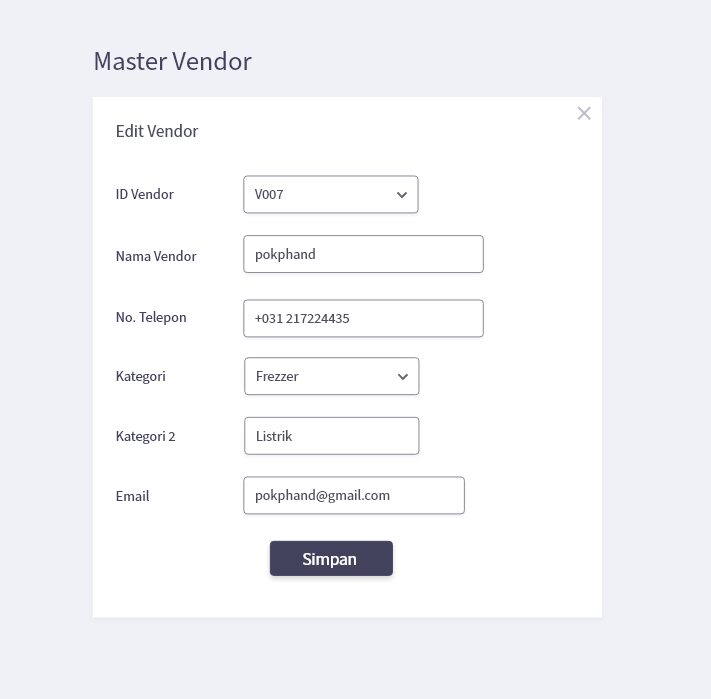 Master Vendor
Edit Vendor
ID Vendor V007
Nama Vendor pokphand
No. Telepon +031 217224435
Kategori Frezzer
Kategori 2 Listrik
Email pokphand@gmail.com
Simpan